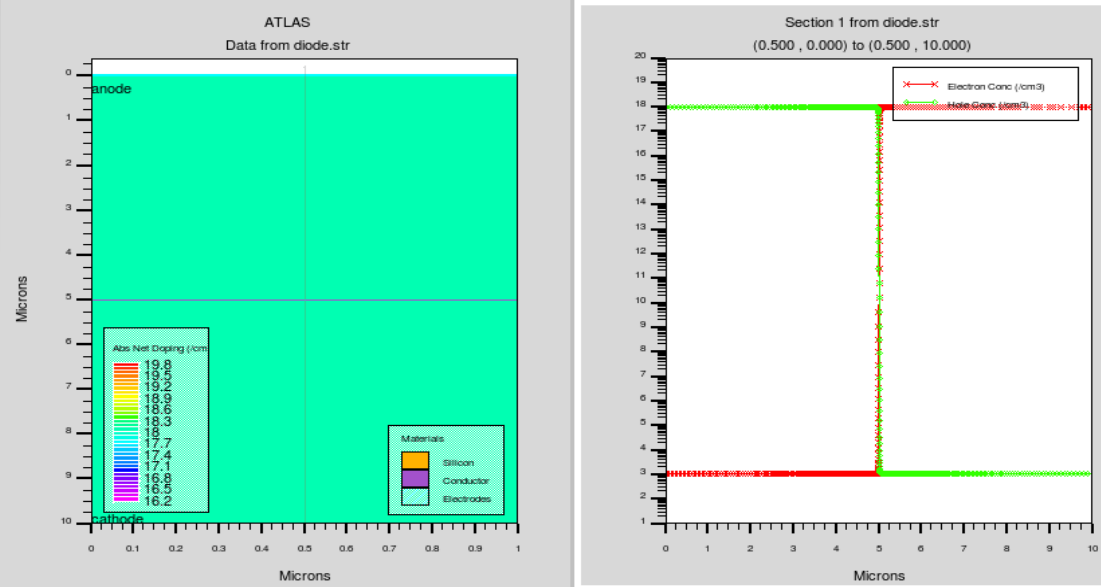 ATLAS
Data from diode.str
Microns
0
1
2
3
4
5
6
7
8
9
10
anode
cathode
Abs Net Doping (/cm
19.8
19.5
19.2
18.9
18.6
18.3
18
17.7
17.4
17.1
16.8
16.5
16.2
Materials
Silicon
Conductor
Electrodes
0 0.1 0.2 0.3 0.4 0.5 0.6 0.7 0.8 0.9 1
Microns
Section 1 from diode.str
(0.500 , 0.000) to (0.500 , 10.000)
20
19
18
17
16
15
14
13
12
11
10
9
8
7
6
5
4
3
2
1
Electron Conc (/cm3)
Hole Conc (/cm3)
0 1 2 3 4 5 6 7 8 9 10
Microns